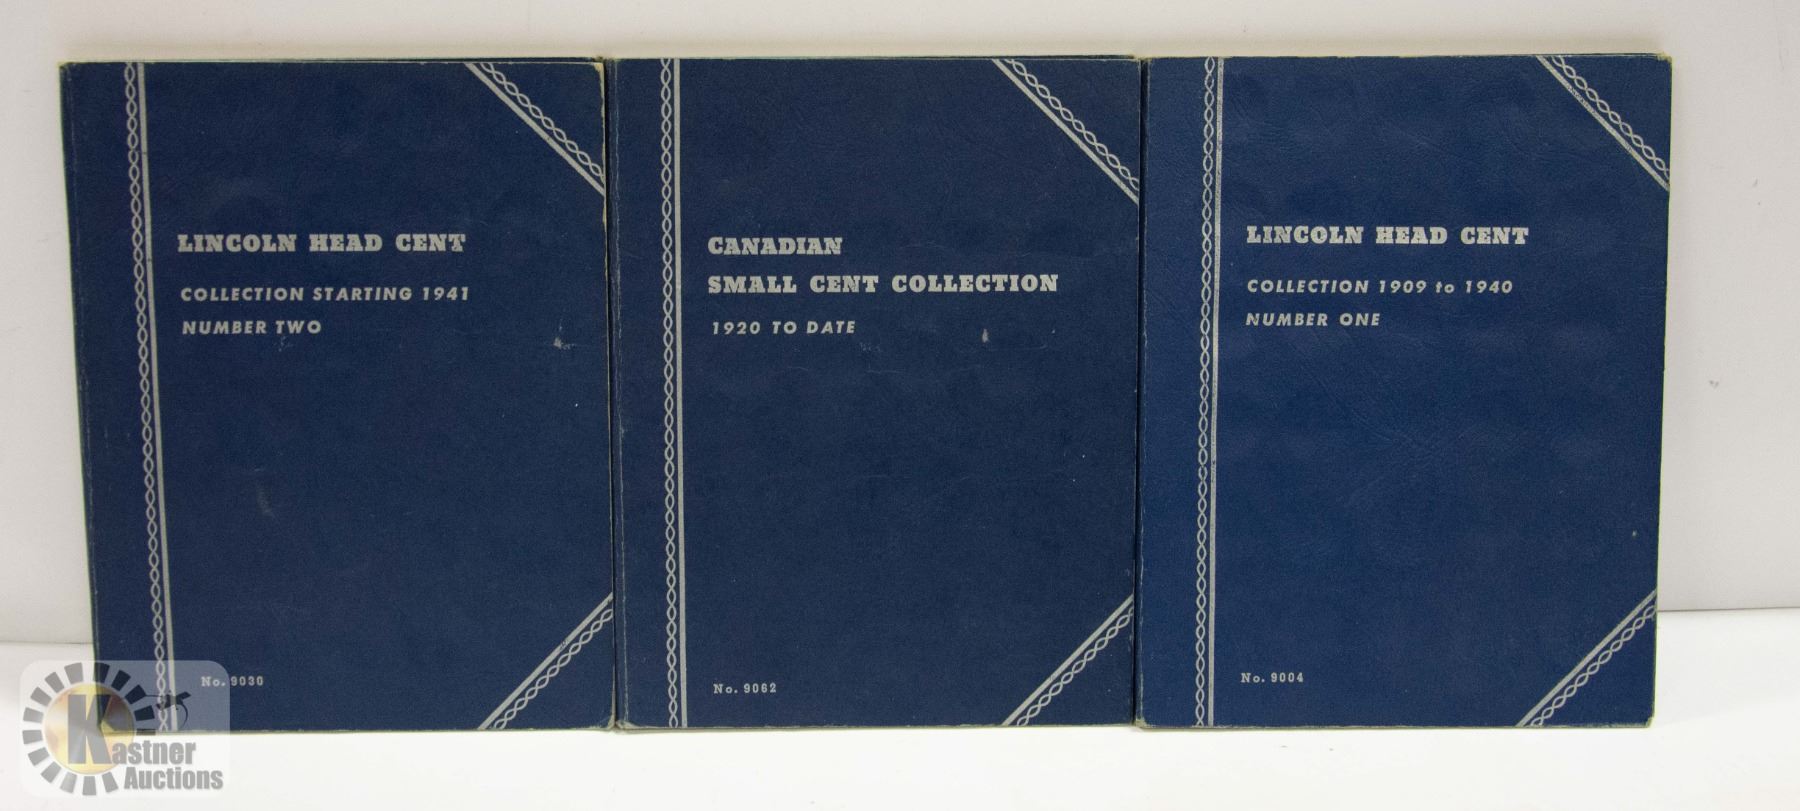 LINCOLN HEAD CENT
COLLECTION STARTING 1941
NUMBER TWO
No. 9030
CANADIAN
SMALL CENT COLLECTION
1920 TO DATE
No. 9062
LINCOLN HEAD CENT
COLLECTION 1909 to 1940
NUMBER ONE
No. 9004
Kastner
Auctions